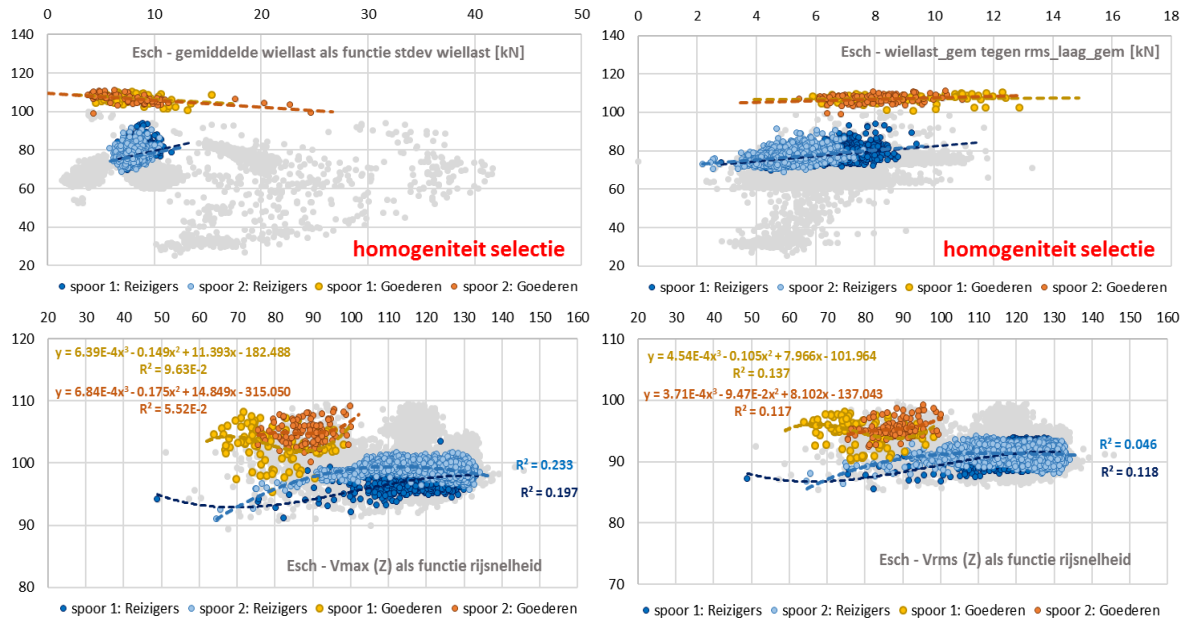 0 10 20 30 40 50
140
120
100
80
60
40
20
Esch - gemiddelde wiellast als functie stdev wiellast [kN]
homogeniteit selectie
spoor 1: Reizigers spoor 2: Reizigers spoor 1: Goederen spoor 2: Goederen
0 2 4 6 8 10 12 14 16 18
140
120
100
80
60
40
20
Esch - wiellast_gem tegen rms_laag_gem [kN]
homogeniteit selectie
spoor 1: Reizigers spoor 2: Reizigers spoor 1: Goederen spoor 2: Goederen
20 30 40 50 60 70 80 90 100 110 120 130 140 150 160
120
110
100
90
80
y = 6.39E-4x³ - 0.149x² + 11.393x - 182.488
R² = 9.63E-2
y = 6.84E-4x³ - 0.175x² + 14.849x - 315.050
R² = 5.52E-2
R² = 0.233
R² = 0.197
Esch - Vmax (Z) als functie rijsnelheid
spoor 1: Reizigers spoor 2: Reizigers spoor 1: Goederen spoor 2: Goederen
20 30 40 50 60 70 80 90 100 110 120 130 140 150 160
110
100
90
80
70
y = 4.54E-4x³ - 0.105x² + 7.966x - 101.964
R² = 0.137
y = 3.71E-4x³ - 9.47E-2x² + 8.102x - 137.043
R² = 0.117
R² = 0.046
R² = 0.118
Esch - Vrms (Z) als functie rijsnelheid
spoor 1: Reizigers spoor 2: Reizigers spoor 1: Goederen spoor 2: Goederen